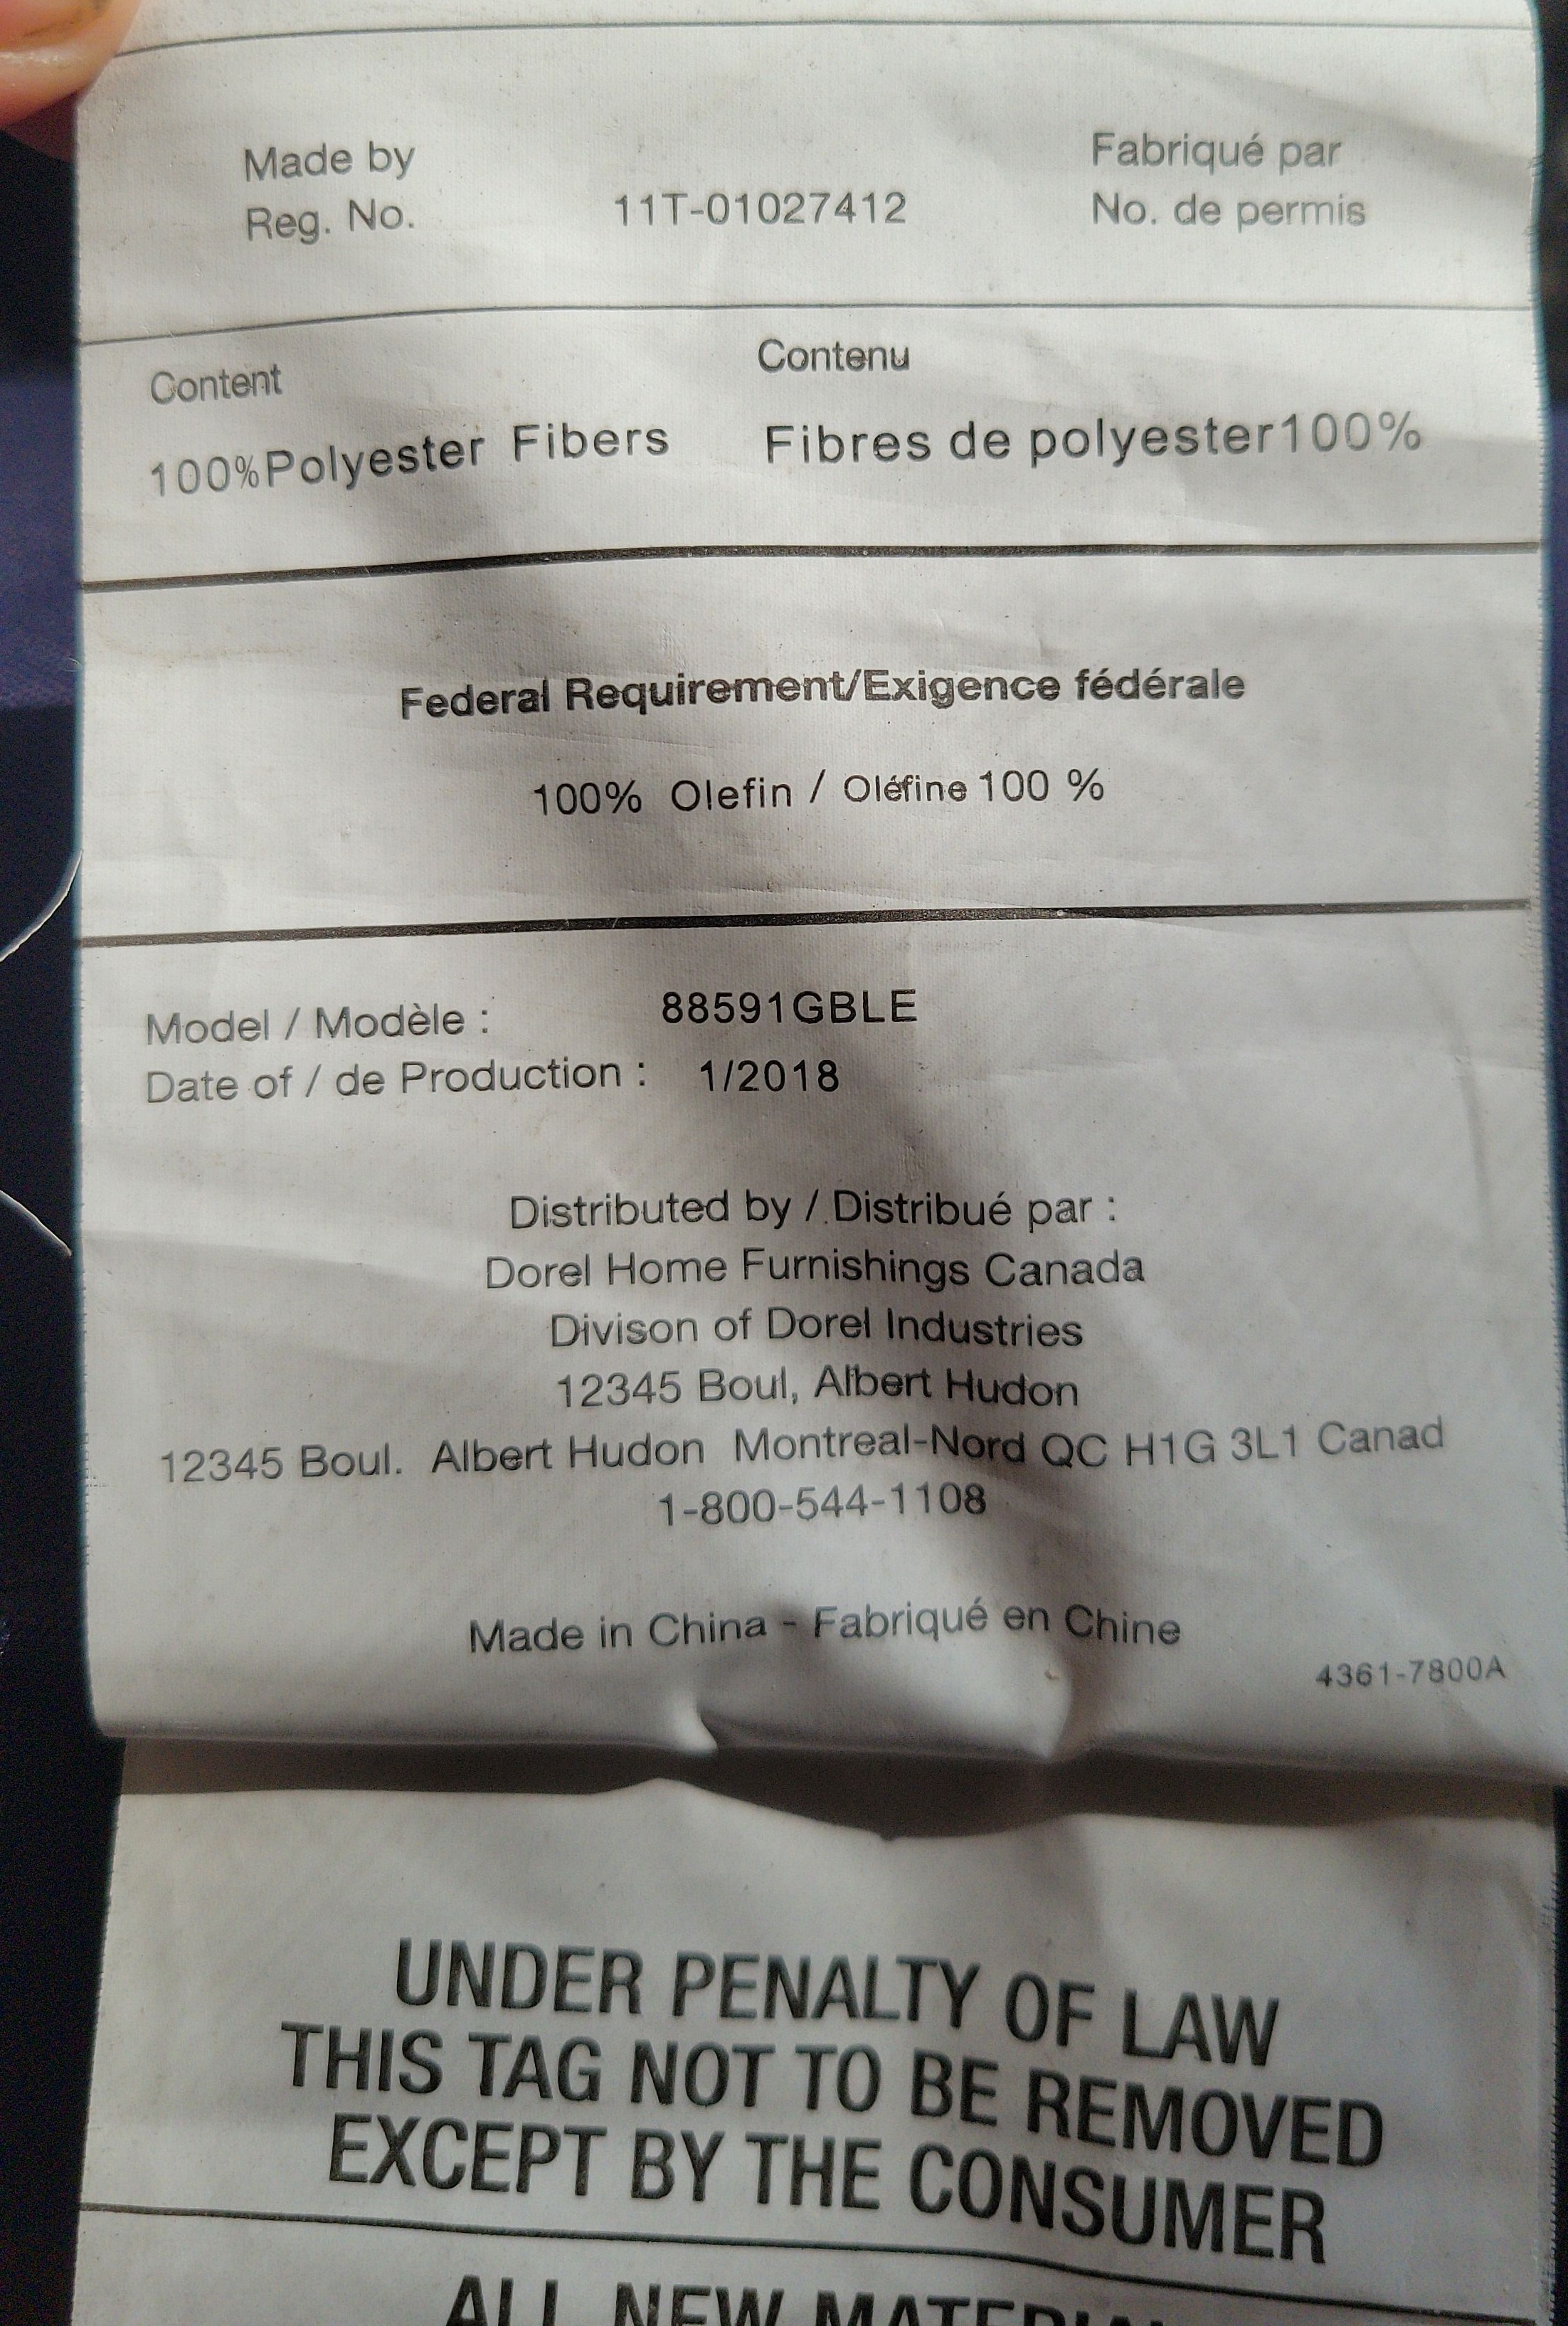 Made by Fabriqué par
Reg. No. 11T-01027412 No. de permis
Content Contenu
100%Polyester Fibers Fibres de polyester100%
Federal Requirement/Exigence fédérale
100% Olefin / Oléfine 100 %
Model / Modèle : 88591GBLE
Date of / de Production : 1/2018
Distributed by / Distribué par :
Dorel Home Furnishings Canada
Divison of Dorel Industries
12345 Boul, Albert Hudon
12345 Boul. Albert Hudon Montreal-Nord QC H1G 3L1 Canad
1-800-544-1108
Made in China - Fabriqué en Chine
4361-7800A
UNDER PENALTY OF LAW
THIS TAG NOT TO BE REMOVED
EXCEPT BY THE CONSUMER
ALL NEW MATERIAL